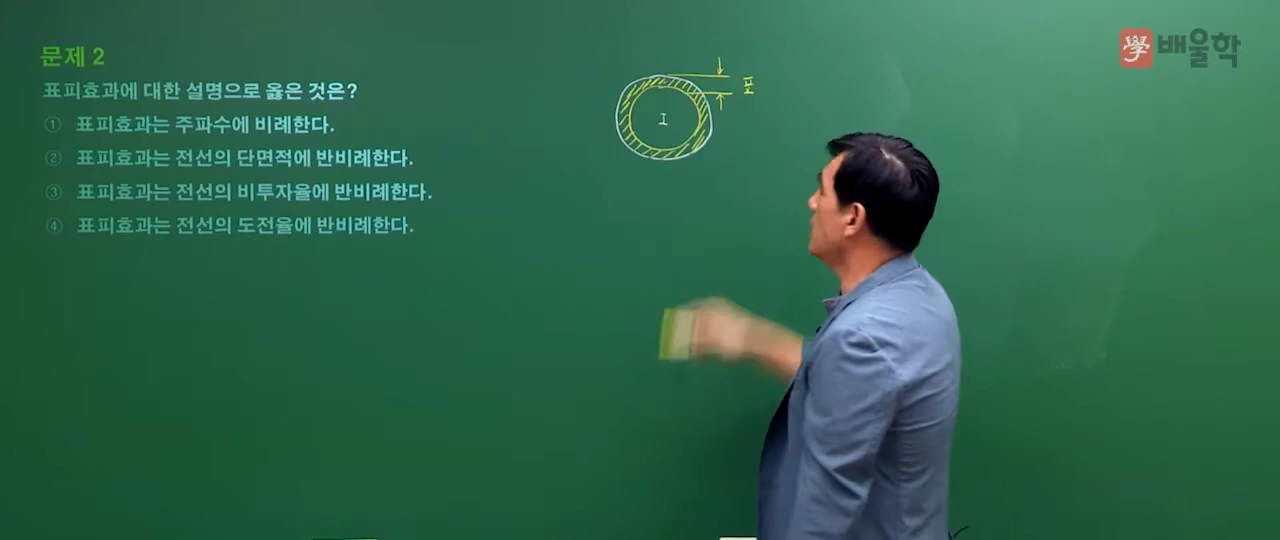 문제 2
표피효과에 대한 설명으로 옳은 것은?
① 표피효과는 주파수에 비례한다.
② 표피효과는 전선의 단면적에 반비례한다.
③ 표피효과는 전선의 비투자율에 반비례한다.
④ 표피효과는 전선의 도전율에 반비례한다.
I
표
學 배울학